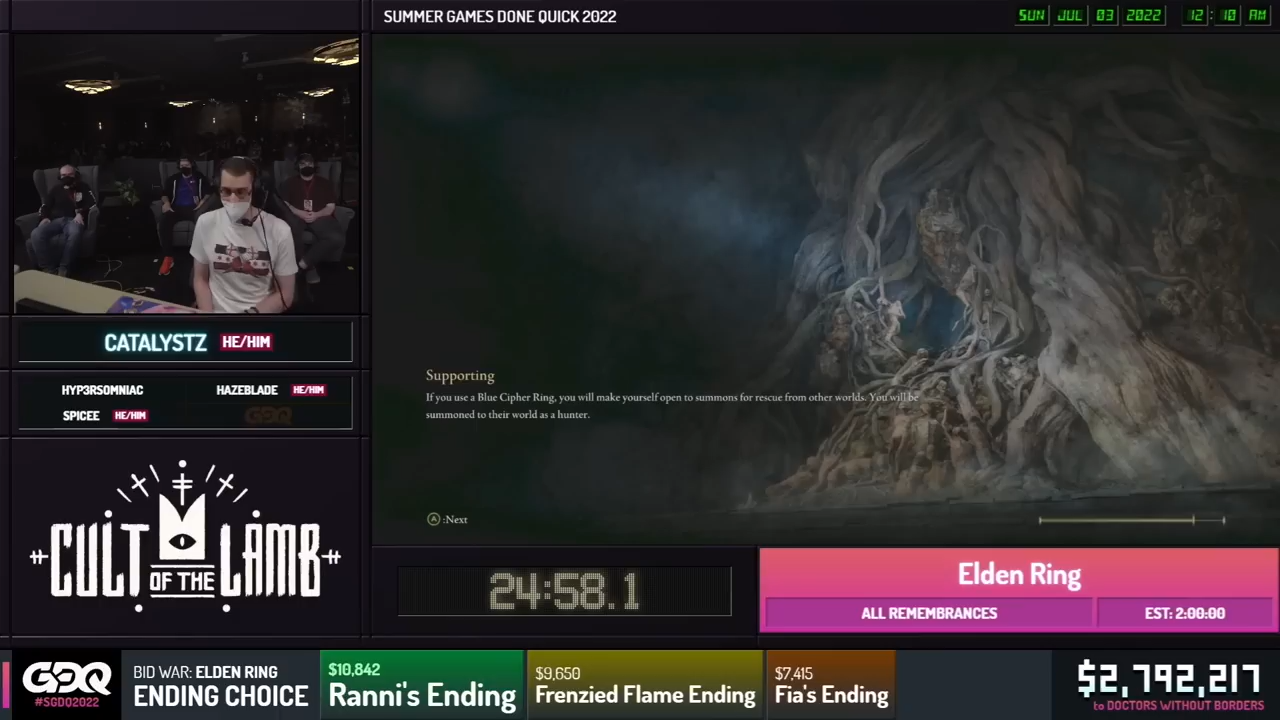 SUMMER GAMES DONE QUICK 2022
SUN JUL 03 2022 12:10 AM
CATALYSTZ HE/HIM
HYP3RSOMNIAC
HAZEBLADE HE/HIM
SPICEE HE/HIM
GDQ
CULT OF THE LAMB
Supporting
If you use a Blue Cipher Ring, you will make yourself open to summons for rescue from other worlds. You will be
summoned to their world as a hunter.
A :Next
24:58.1
Elden Ring
ALL REMEMBRANCES
EST: 2:00:00
GDQ
#SGDQ2022
BID WAR: ELDEN RING
ENDING CHOICE
$10,842
Ranni's Ending
$9,650
Frenzied Flame Ending
$7,415
Fia's Ending
$2,792,217
to DOCTORS WITHOUT BORDERS